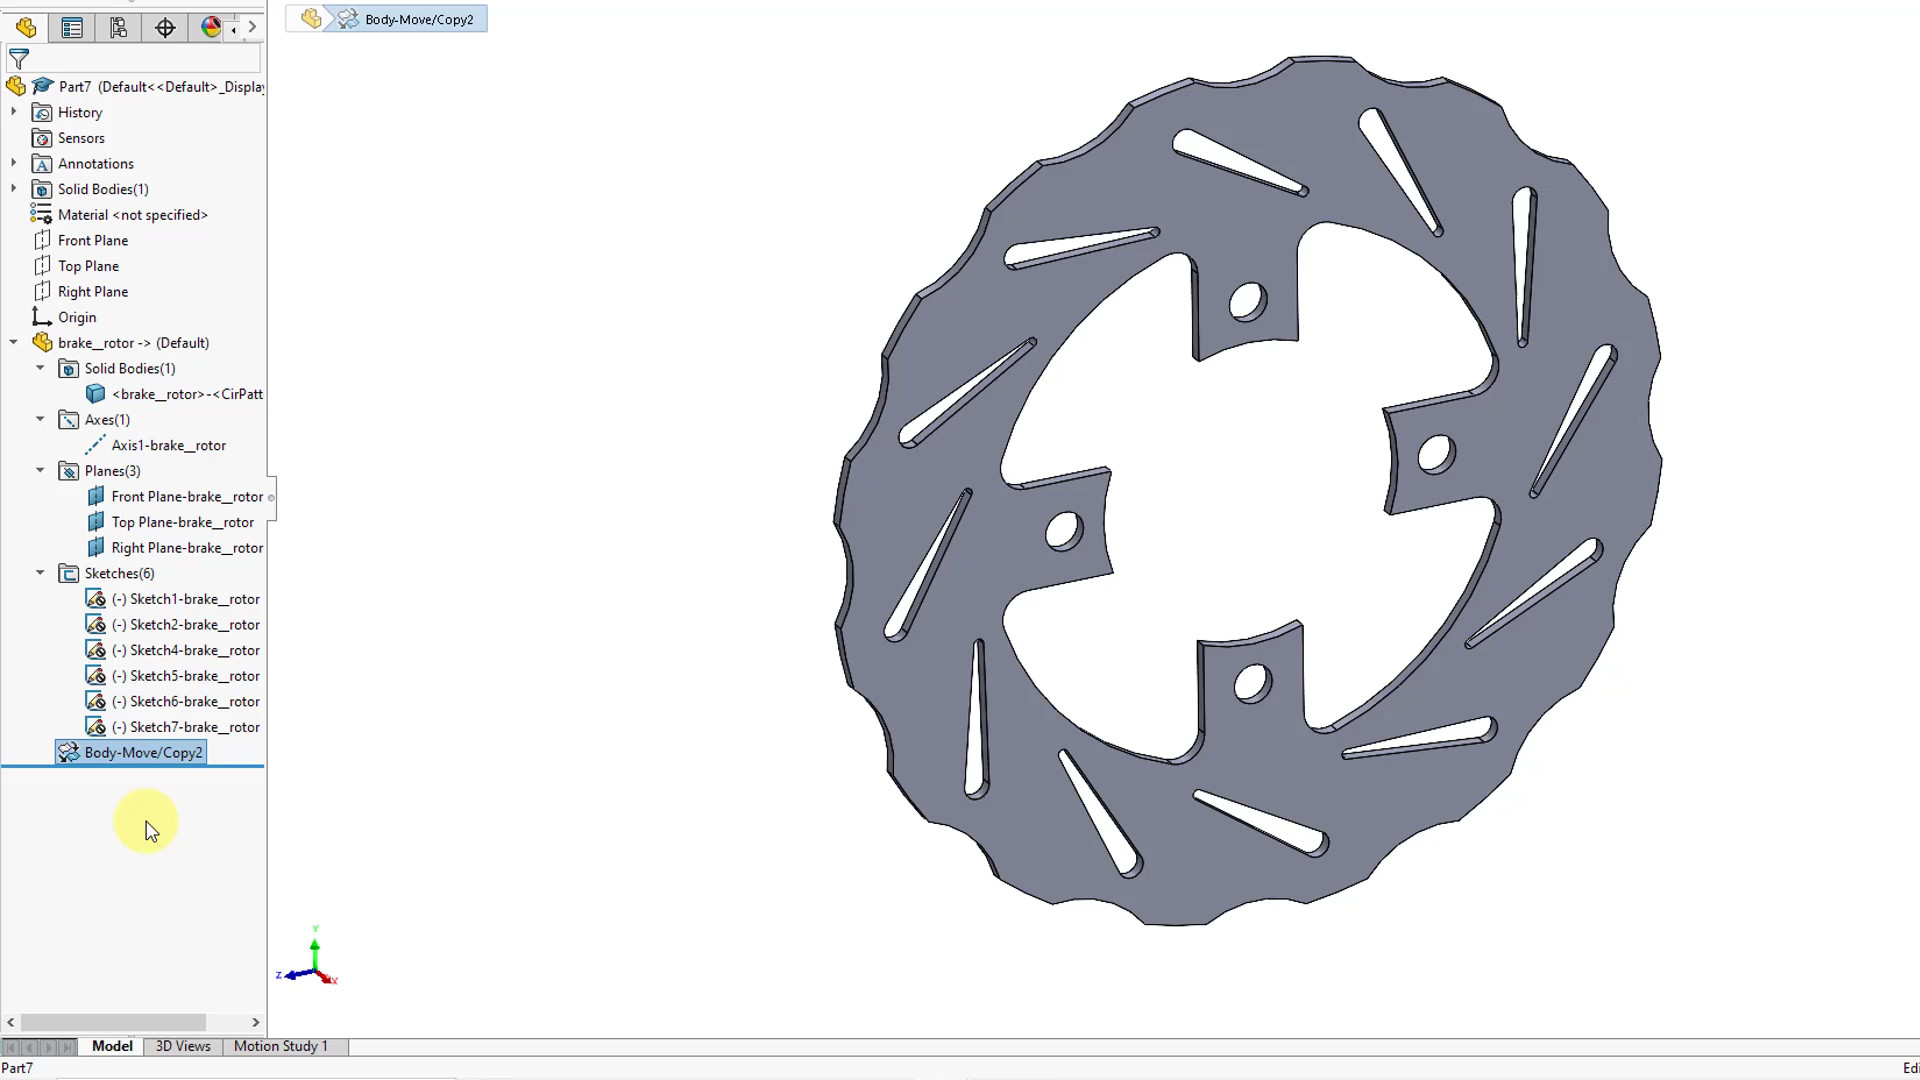 Body-Move/Copy2
Part7 (Default<<Default>_Display
History
Sensors
Annotations
Solid Bodies(1)
Material <not specified>
Front Plane
Top Plane
Right Plane
Origin
brake__rotor -> (Default)
Solid Bodies(1)
<brake__rotor>-<CirPatt
Axes(1)
Axis1-brake__rotor
Planes(3)
Front Plane-brake__rotor
Top Plane-brake__rotor
Right Plane-brake__rotor
Sketches(6)
(-) Sketch1-brake__rotor
(-) Sketch2-brake__rotor
(-) Sketch4-brake__rotor
(-) Sketch5-brake__rotor
(-) Sketch6-brake__rotor
(-) Sketch7-brake__rotor
Body-Move/Copy2
Y
Z
X
Model 3D Views Motion Study 1
Part7 Edi